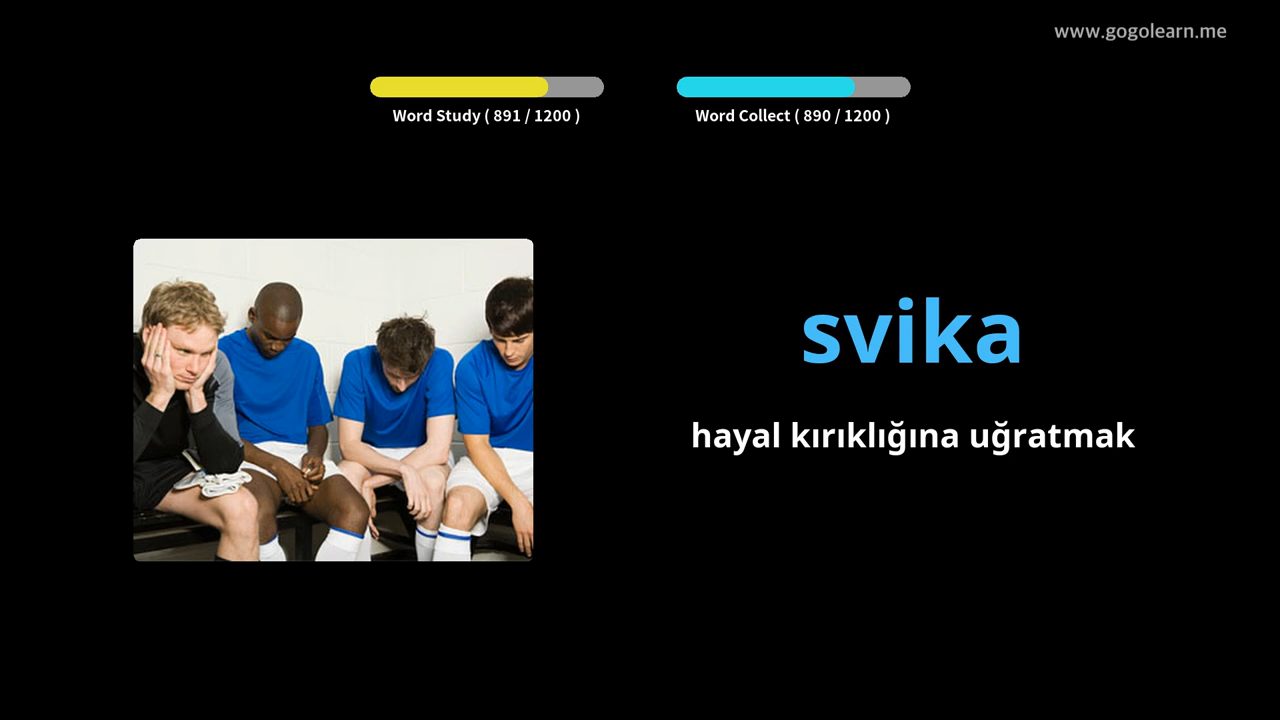 www.gogolearn.me
Word Study ( 891 / 1200 )
Word Collect ( 890 / 1200 )
svika
hayal kırıklığına uğratmak